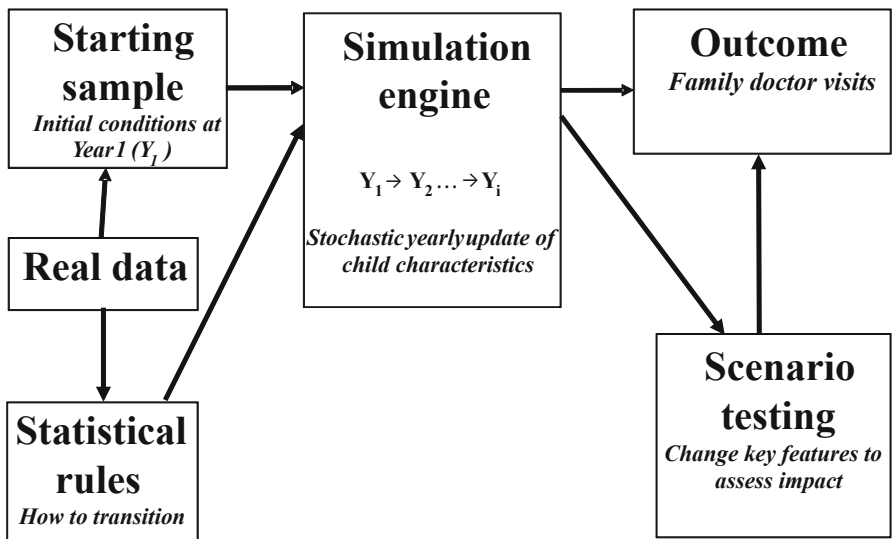 Starting
sample
Initial conditions at
Year 1 (Y₁ )
Real data
Statistical
rules
How to transition
Simulation
engine
Y₁ → Y₂ ... → Yᵢ
Stochastic yearly update of
child characteristics
Outcome
Family doctor visits
Scenario
testing
Change key features to
assess impact